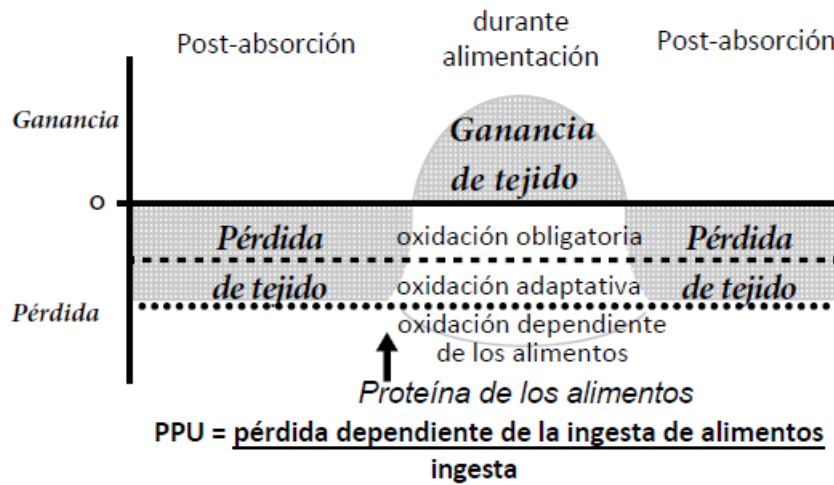 Post-absorción
durante
alimentación
Post-absorción
Ganancia
Ganancia
de tejido
O
Pérdida
de tejido
oxidación obligatoria
oxidación adaptativa
oxidación dependiente
de los alimentos
Pérdida
de tejido
Pérdida
Proteína de los alimentos
PPU = pérdida dependiente de la ingesta de alimentos
ingesta